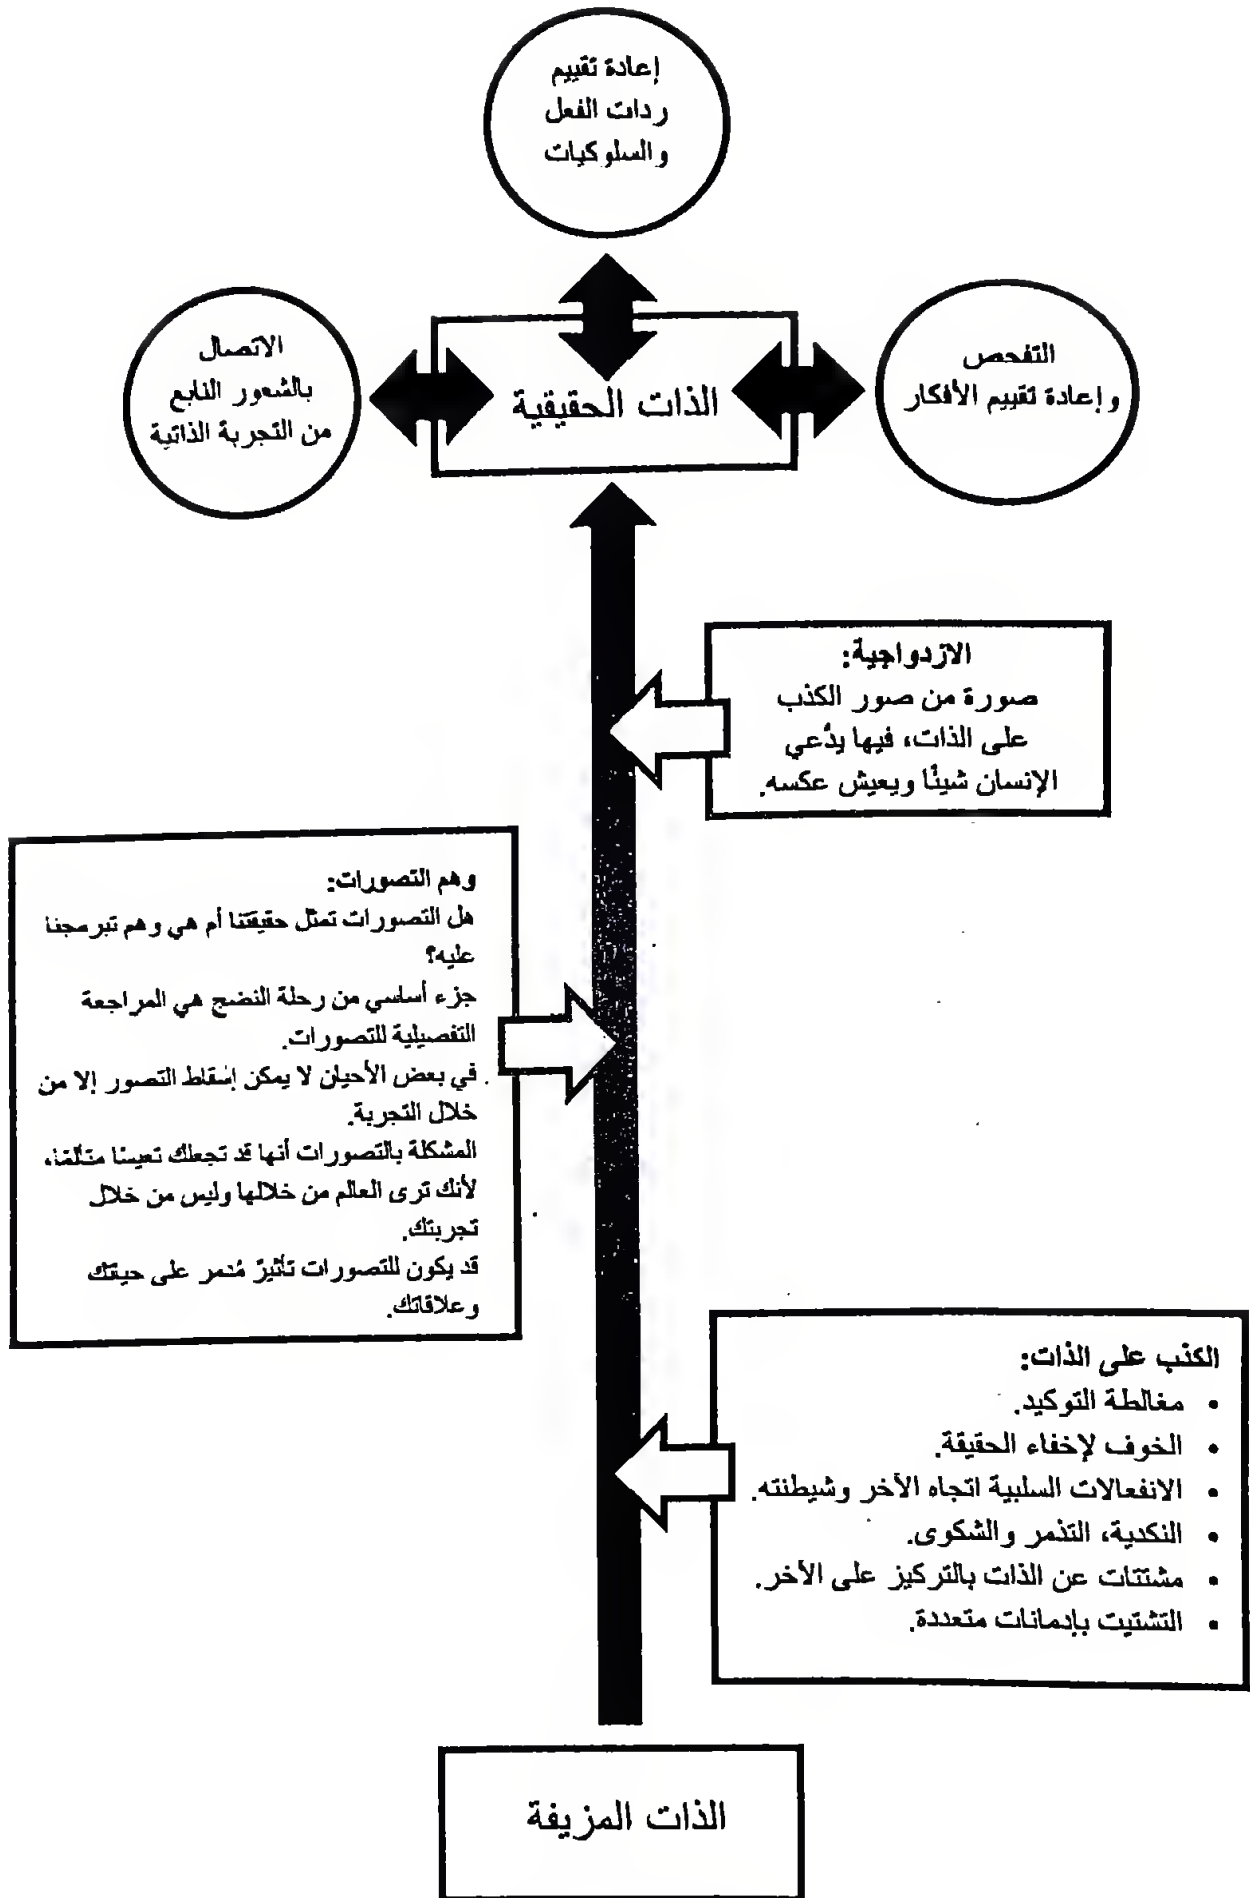 إعادة تقييم
ردات الفعل
والسلوكيات
الاتصال
بالشعور النابع
من التجربة الذاتية
الذات الحقيقية
التفحص
وإعادة تقييم الأفكار
الازدواجية:
صورة من صور الكذب
على الذات، فيها يدَّعي
الإنسان شيئًا ويعيش عكسه.
وهم التصورات:
هل التصورات تمثل حقيقتنا أم هي وهم تبرمجنا
عليه؟
جزء أساسي من رحلة النضج هي المراجعة
التفصيلية للتصورات.
في بعض الأحيان لا يمكن إسقاط التصور إلا من
خلال التجربة.
المشكلة بالتصورات أنها قد تجعلك تعيسًا متألمًا،
لأنك ترى العالم من خلالها وليس من خلال
تجربتك.
قد يكون للتصورات تأثيرٌ مُدمر على حياتك
وعلاقاتك.
الكذب على الذات:
• مغالطة التوكيد.
• الخوف لإخفاء الحقيقة.
• الانفعالات السلبية اتجاه الآخر وشيطنته.
• النكدية، التذمر والشكوى.
• مشتتات عن الذات بالتركيز على الآخر.
• التشتيت بإدمانات متعددة.
الذات المزيفة